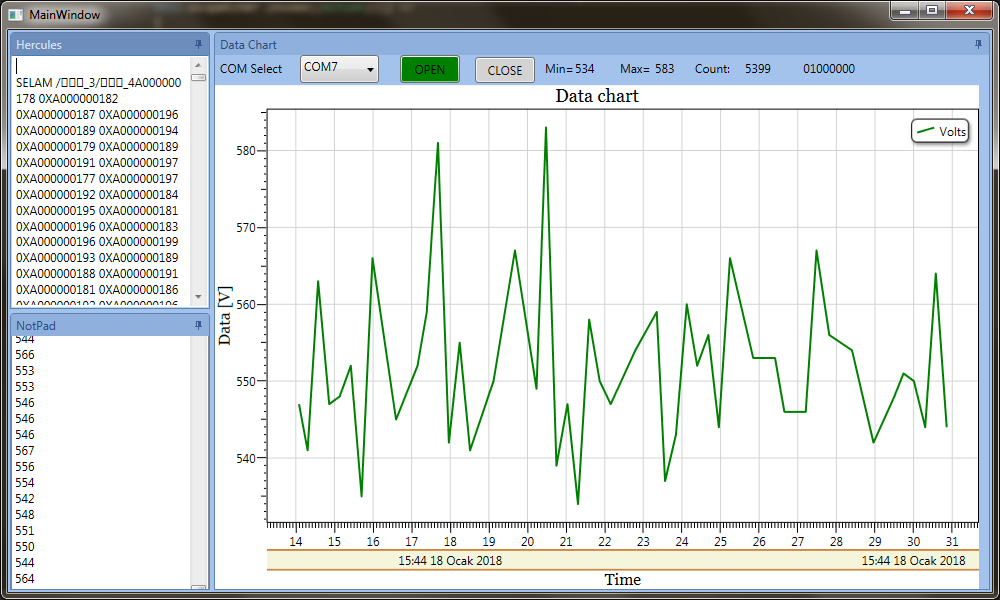 MainWindow
Hercules
SELAM /□□□_3/□□□_4A000000
178 0XA000000182
0XA000000187 0XA000000196
0XA000000189 0XA000000194
0XA000000179 0XA000000189
0XA000000191 0XA000000197
0XA000000177 0XA000000197
0XA000000192 0XA000000184
0XA000000195 0XA000000181
0XA000000196 0XA000000183
0XA000000196 0XA000000199
0XA000000193 0XA000000189
0XA000000188 0XA000000191
0XA000000181 0XA000000186
NotPad
544
566
553
553
546
546
546
567
556
554
542
548
551
550
544
564
Data Chart
COM Select COM7 OPEN CLOSE Min= 534 Max= 583 Count: 5399 01000000
Data chart
Volts
580
570
560
550
540
Data [V]
14 15 16 17 18 19 20 21 22 23 24 25 26 27 28 29 30 31
15:44 18 Ocak 2018 15:44 18 Ocak 2018
Time